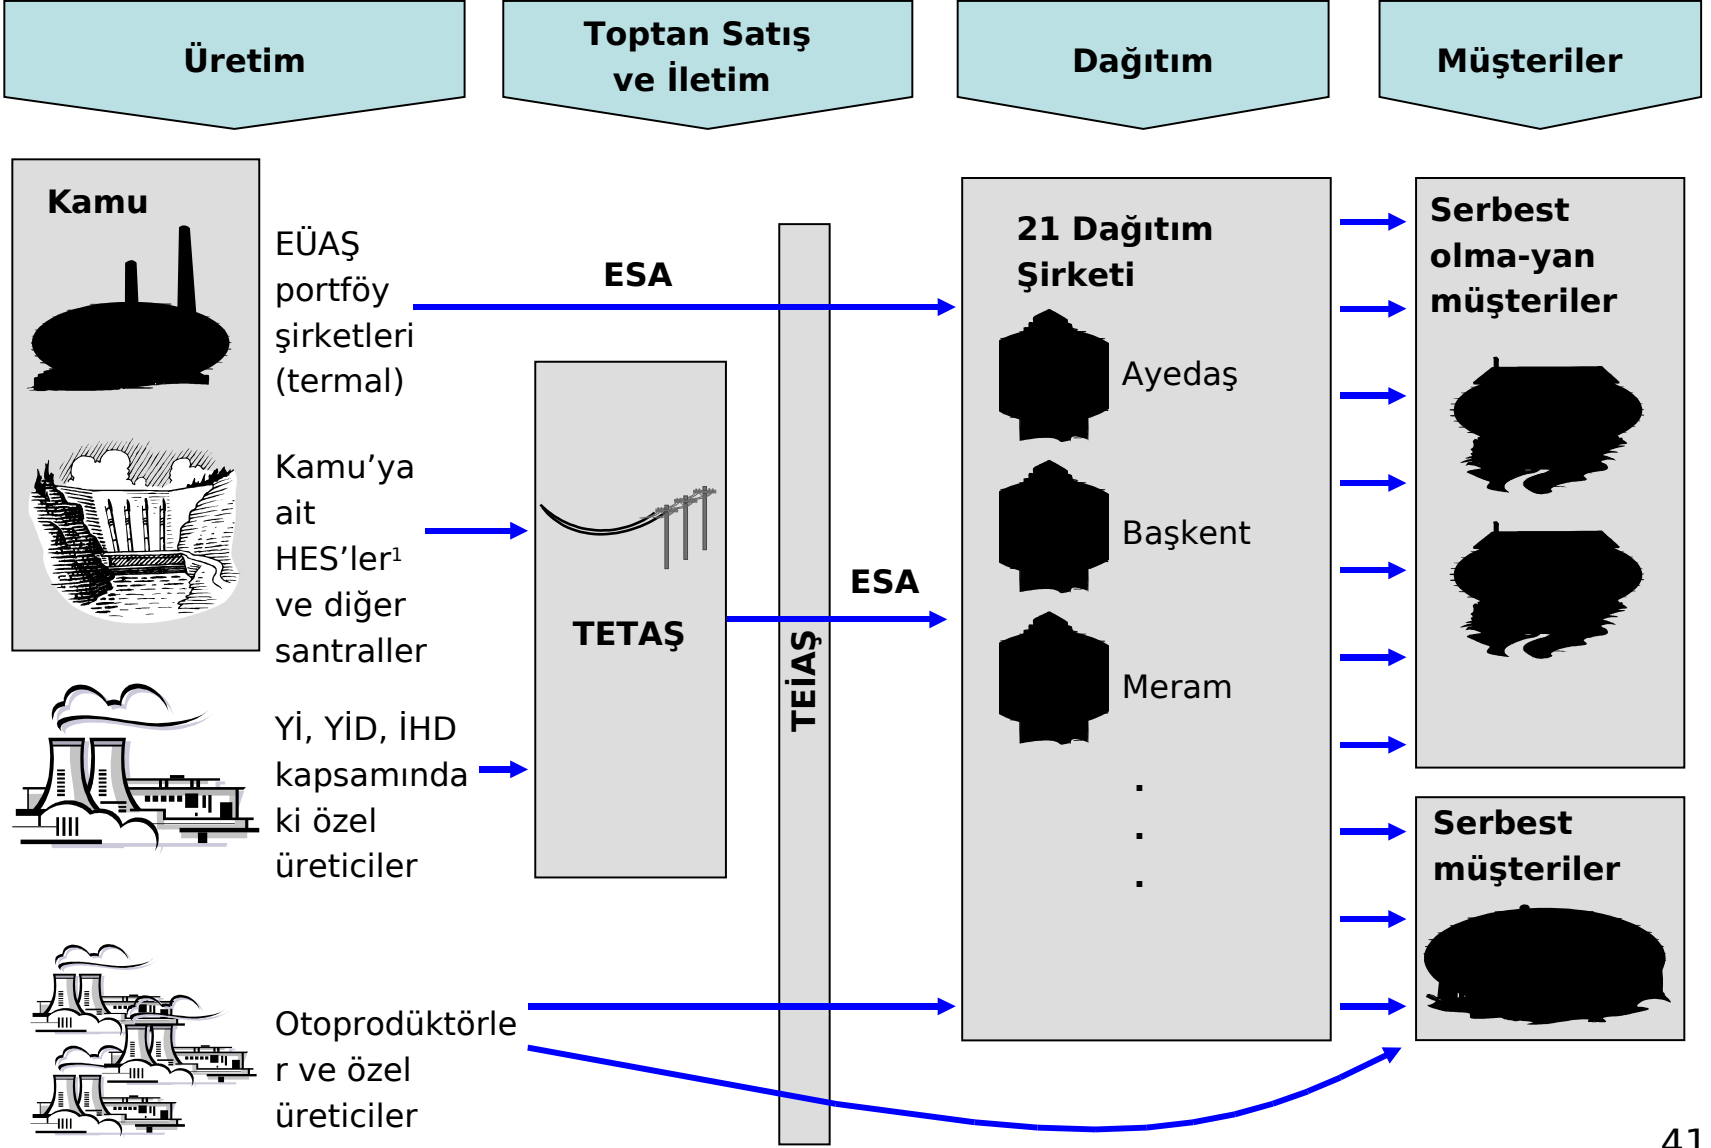 Üretim
Toptan Satış
ve İletim
Dağıtım
Müşteriler
Kamu
EÜAŞ
portföy
şirketleri
(termal)
Kamu’ya
ait
HES’ler¹
ve diğer
santraller
Yİ, YİD, İHD
kapsamında
ki özel
üreticiler
Otoprodüktörle
r ve özel
üreticiler
ESA
TETAŞ
TEİAŞ
ESA
21 Dağıtım
Şirketi
Ayedaş
Başkent
Meram
.
.
.
Serbest
olma-yan
müşteriler
Serbest
müşteriler
41